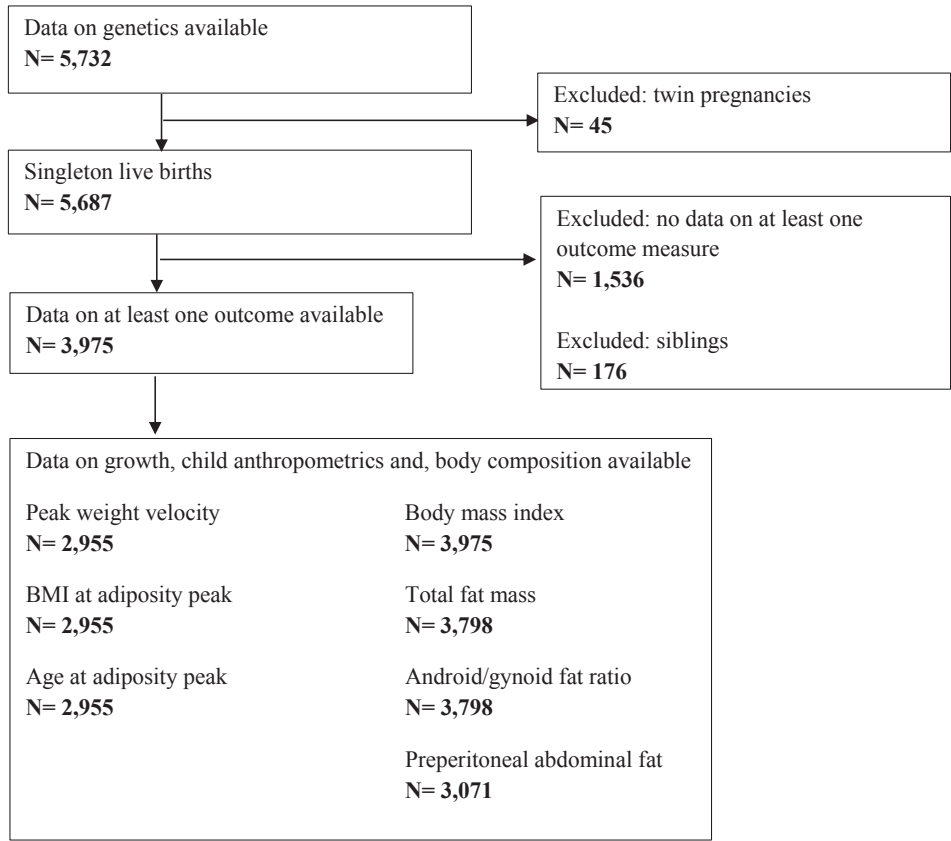 Data on genetics available
N= 5,732
Excluded: twin pregnancies
N= 45
Singleton live births
N= 5,687
Excluded: no data on at least one
outcome measure
N= 1,536
Excluded: siblings
N= 176
Data on at least one outcome available
N= 3,975
Data on growth, child anthropometrics and, body composition available
Peak weight velocity
N= 2,955
BMI at adiposity peak
N= 2,955
Age at adiposity peak
N= 2,955
Body mass index
N= 3,975
Total fat mass
N= 3,798
Android/gynoid fat ratio
N= 3,798
Preperitoneal abdominal fat
N= 3,071